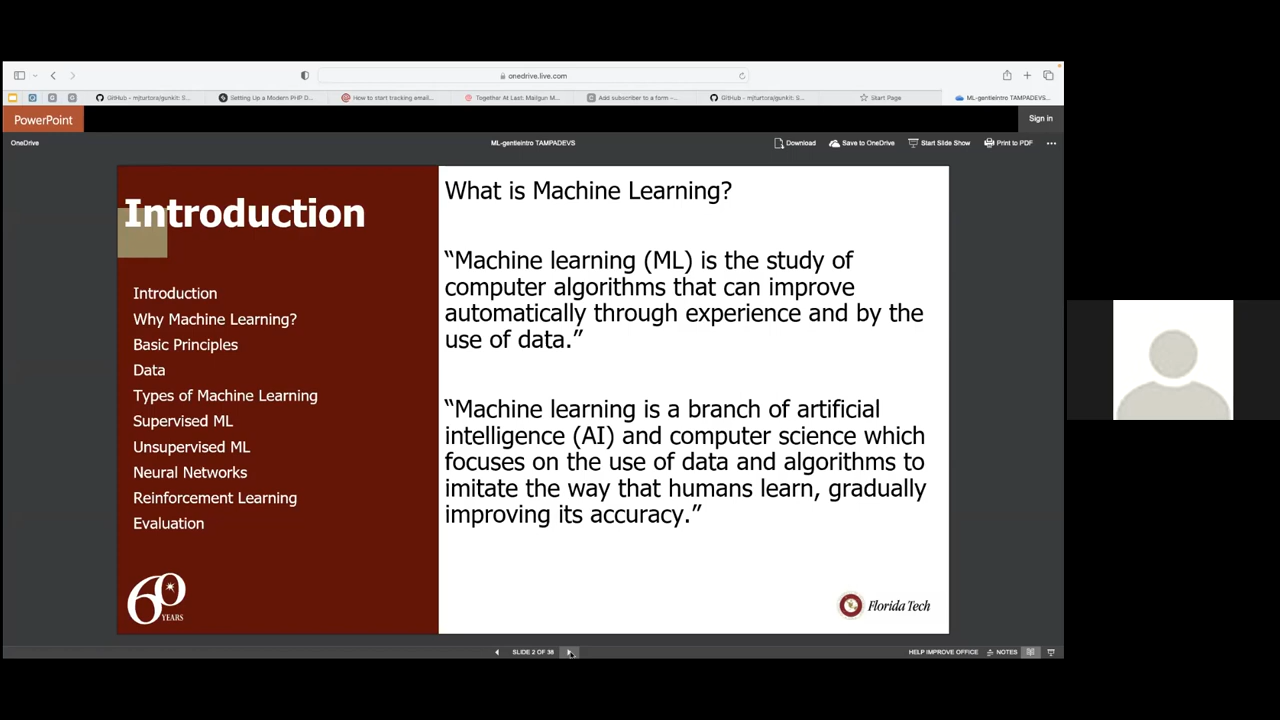 onedrive.live.com
GitHub - mjturtora/gunkit: S...
Setting Up a Modern PHP D...
How to start tracking email...
Together At Last: Mailgun M...
Add subscriber to a form –...
GitHub - mjturtora/gunkit: S...
Start Page
ML-gentleintro TAMPADEVS...
PowerPoint
Sign in
OneDrive
ML-gentleintro TAMPADEVS
Download
Save to OneDrive
Start Slide Show
Print to PDF
Introduction
Introduction
Why Machine Learning?
Basic Principles
Data
Types of Machine Learning
Supervised ML
Unsupervised ML
Neural Networks
Reinforcement Learning
Evaluation
60
YEARS
What is Machine Learning?
“Machine learning (ML) is the study of
computer algorithms that can improve
automatically through experience and by the
use of data.”
“Machine learning is a branch of artificial
intelligence (AI) and computer science which
focuses on the use of data and algorithms to
imitate the way that humans learn, gradually
improving its accuracy.”
Florida Tech
SLIDE 2 OF 38
HELP IMPROVE OFFICE
NOTES